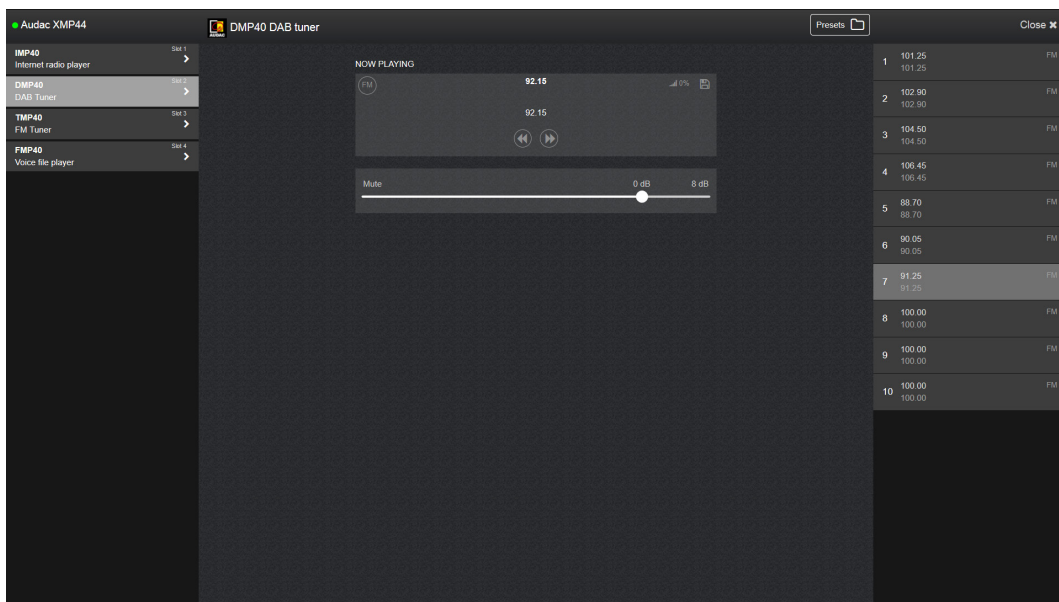 Audac XMP44
DMP40 DAB tuner
Presets
Close
IMP40
Slot 1
Internet radio player
DMP40
Slot 2
DAB Tuner
TMP40
Slot 3
FM Tuner
FMP40
Slot 4
Voice file player
NOW PLAYING
FM
92.15
0%
92.15
Mute
0 dB
8 dB
1
101.25
FM
101.25
2
102.90
FM
102.90
3
104.50
FM
104.50
4
106.45
FM
106.45
5
88.70
FM
88.70
6
90.05
FM
90.05
7
91.25
FM
91.25
8
100.00
FM
100.00
9
100.00
FM
100.00
10
100.00
FM
100.00